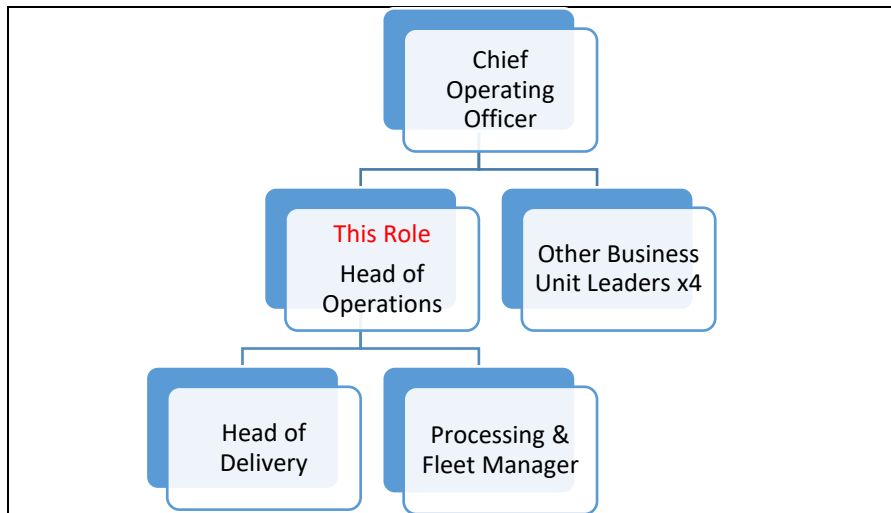 Chief
Operating
Officer
This Role
Head of
Operations
Other Business
Unit Leaders x4
Head of
Delivery
Processing &
Fleet Manager